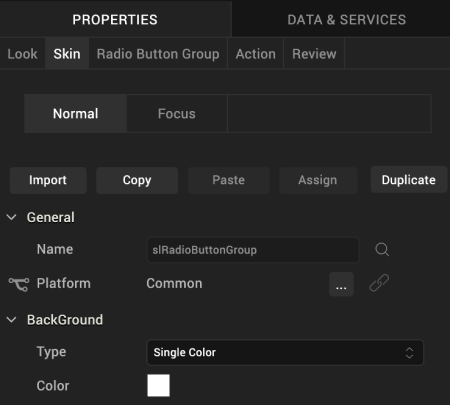 PROPERTIES DATA & SERVICES
Look Skin Radio Button Group Action Review
Normal Focus
Import Copy Paste Assign Duplicate
General
Name slRadioButtonGroup
Platform Common ...
BackGround
Type Single Color
Color